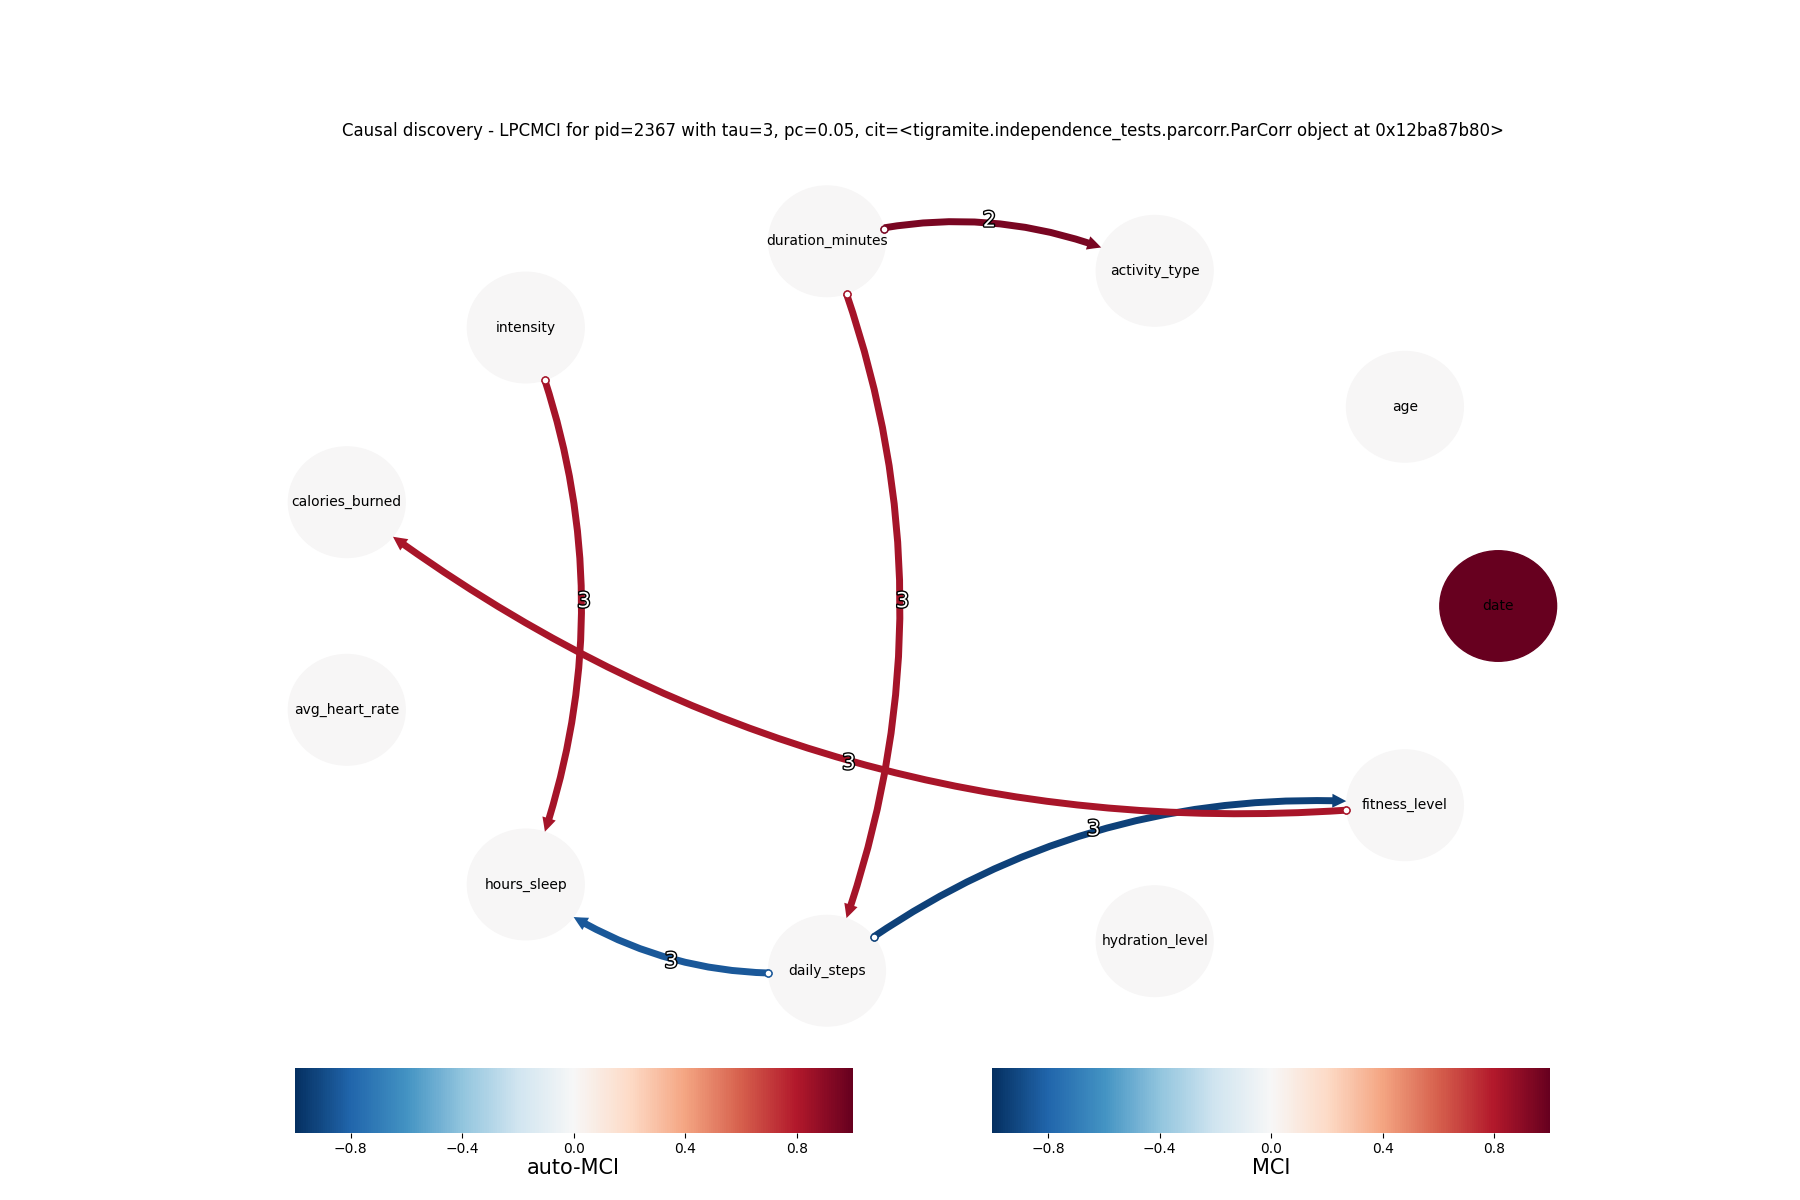 Causal discovery - LPCMCI for pid=2367 with tau=3, pc=0.05, cit=<tigramite.independence_tests.parcorr.ParCorr object at 0x12ba87b80>
2
duration_minutes
activity_type
intensity
age
calories_burned
3
3
date
avg_heart_rate
3
fitness_level
3
hours_sleep
hydration_level
3
daily_steps
−0.8 −0.4 0.0 0.4 0.8
auto-MCI
−0.8 −0.4 0.0 0.4 0.8
MCI